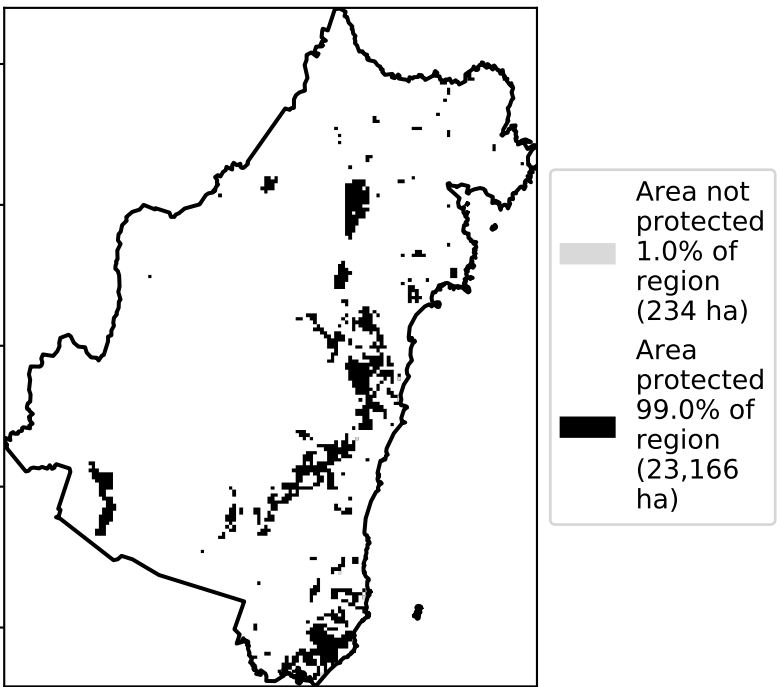 Area not
protected
1.0% of
region
(234 ha)
Area
protected
99.0% of
region
(23,166
ha)